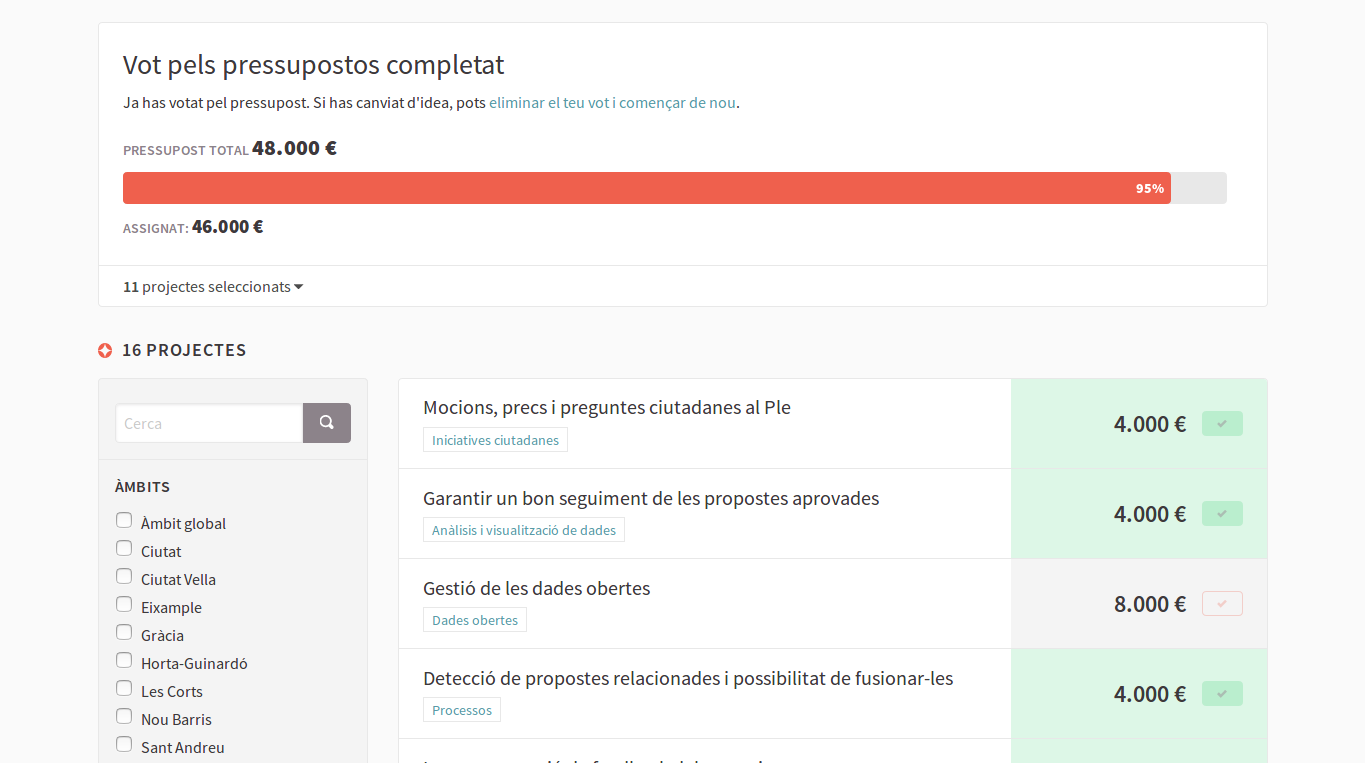 Vot pels pressupostos completat
Ja has votat pel pressupost. Si has canviat d'idea, pots eliminar el teu vot i començar de nou.
PRESSUPOST TOTAL 48.000 €
95%
ASSIGNAT: 46.000 €
11 projectes seleccionats
16 PROJECTES
Cerca
ÀMBITS
Àmbit global
Ciutat
Ciutat Vella
Eixample
Gràcia
Horta-Guinardó
Les Corts
Nou Barris
Sant Andreu
Mocions, precs i preguntes ciutadanes al Ple
Iniciatives ciutadanes
4.000 €
Garantir un bon seguiment de les propostes aprovades
Anàlisis i visualització de dades
4.000 €
Gestió de les dades obertes
Dades obertes
8.000 €
Detecció de propostes relacionades i possibilitat de fusionar-les
Processos
4.000 €